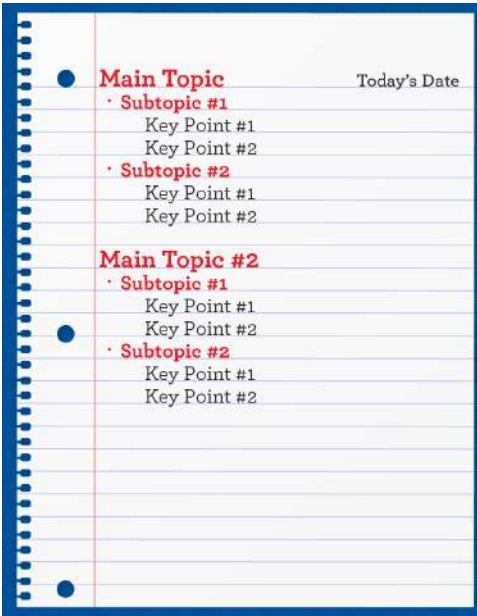 Main Topic Today's Date
· Subtopic #1
Key Point #1
Key Point #2
· Subtopic #2
Key Point #1
Key Point #2
Main Topic #2
· Subtopic #1
Key Point #1
Key Point #2
· Subtopic #2
Key Point #1
Key Point #2